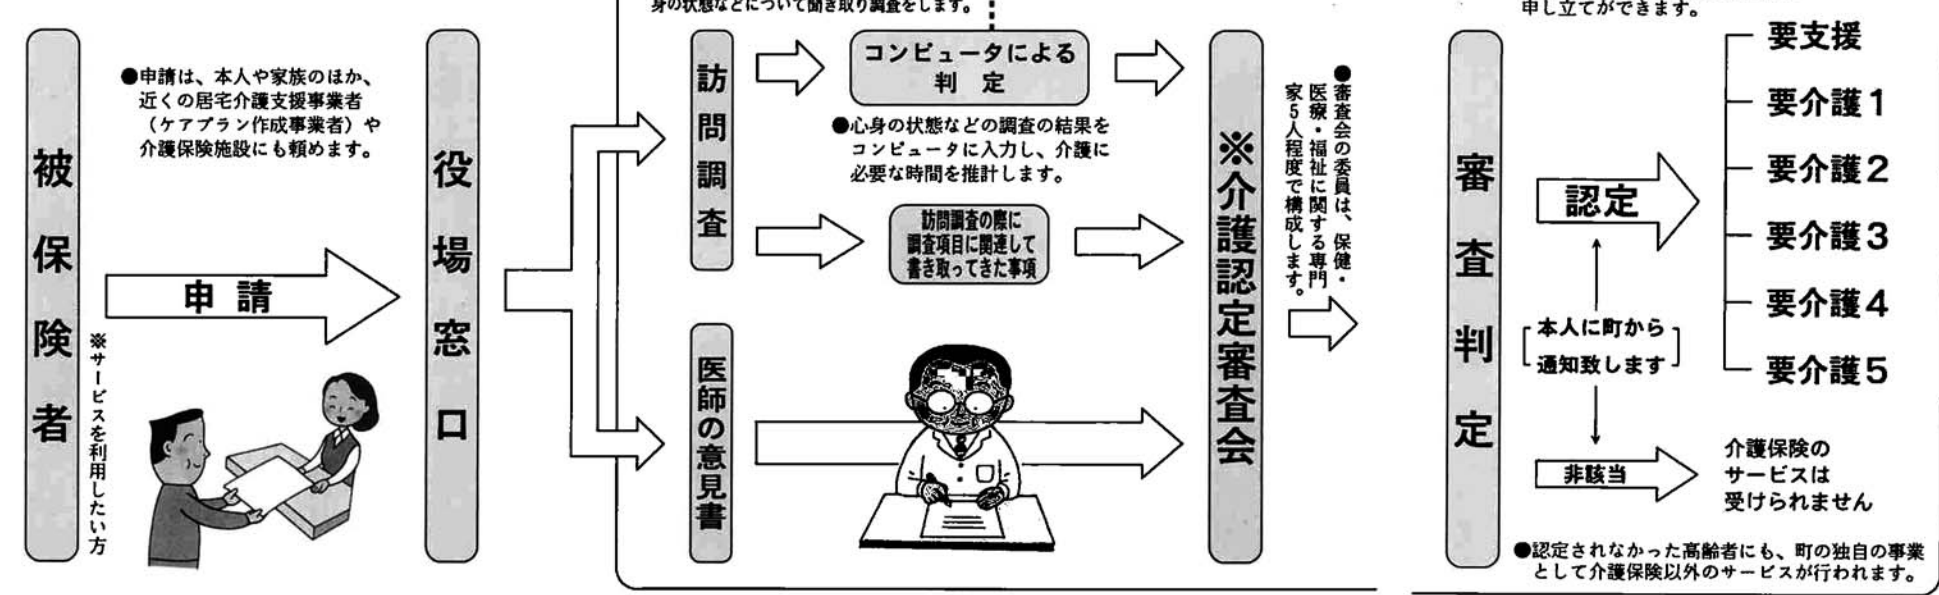 身の状態などについて聞き取り調査をします。
申し立てができます。
被保険者
※サービスを利用したい方
●申請は、本人や家族のほか、
近くの居宅介護支援事業者
（ケアプラン作成事業者）や
介護保険施設にも頼めます。
申請
役場窓口
訪問調査
コンピュータによる
判定
●心身の状態などの調査の結果を
コンピュータに入力し、介護に
必要な時間を推計します。
訪問調査の際に
調査項目に関連して
書き取ってきた事項
医師の意見書
※介護認定審査会
●審査会の委員は、保健・
医療・福祉に関する専門
家5人程度で構成します。
審査判定
認定
本人に町から
通知致します
非該当
要支援
要介護1
要介護2
要介護3
要介護4
要介護5
介護保険の
サービスは
受けられません
●認定されなかった高齢者にも、町の独自の事業
として介護保険以外のサービスが行われます。